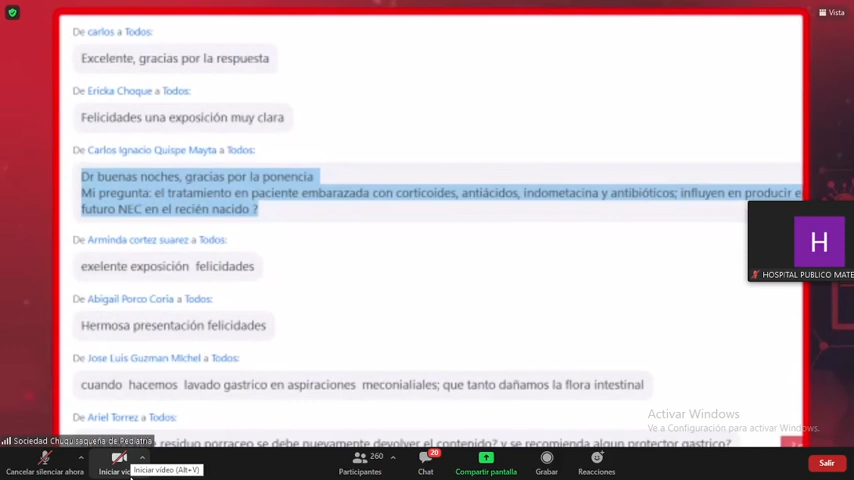 Vista
De carlos a Todos:
Excelente, gracias por la respuesta
De Ericka Choque a Todos:
Felicidades una exposición muy clara
De Carlos Ignacio Quispe Mayta a Todos:
Dr buenas noches, gracias por la ponencia
Mi pregunta: el tratamiento en paciente embarazada con corticoides, antiácidos, indometacina y antibióticos; influyen en producir e
futuro NEC en el recién nacido ?
H
HOSPITAL PUBLICO MATE
De Arminda cortez suarez a Todos:
exelente exposición felicidades
De Abigail Porco Coria a Todos:
Hermosa presentación felicidades
De Jose Luis Guzman MIchel a Todos:
cuando hacemos lavado gastrico en aspiraciones meconialiales; que tanto dañamos la flora intestinal
Activar Windows
Ve a Configuración para activar Windows.
De Ariel Torrez a Todos:
Sociedad Chuquisaqueña de Pediatria
residuo porraceo se debe nuevamente devolver el contenido? y se recomienda algun protector gastrico?
Cancelar silenciar ahora
Iniciar
Iniciar vídeo (Alt+V)
260
Participantes
20
Chat
Compartir pantalla
Grabar
Reacciones
Salir